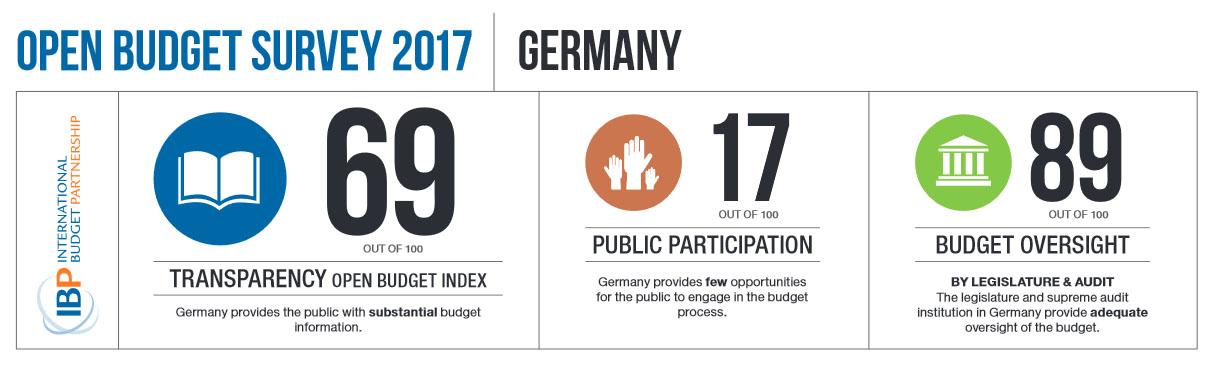 OPEN BUDGET SURVEY 2017
GERMANY
INTERNATIONAL
BUDGET PARTNERSHIP
IBP
69
OUT OF 100
TRANSPARENCY OPEN BUDGET INDEX
Germany provides the public with substantial budget
information.
17
OUT OF 100
PUBLIC PARTICIPATION
Germany provides few opportunities
for the public to engage in the budget
process.
89
OUT OF 100
BUDGET OVERSIGHT
BY LEGISLATURE & AUDIT
The legislature and supreme audit
institution in Germany provide adequate
oversight of the budget.